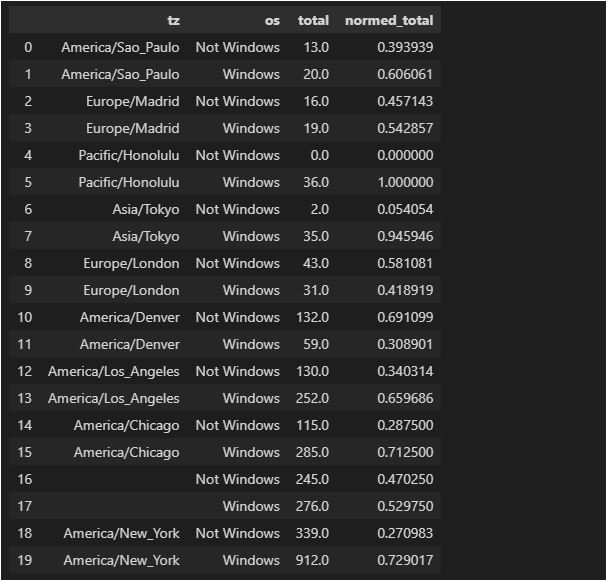 tz os total normed_total
0 America/Sao_Paulo Not Windows 13.0 0.393939
1 America/Sao_Paulo Windows 20.0 0.606061
2 Europe/Madrid Not Windows 16.0 0.457143
3 Europe/Madrid Windows 19.0 0.542857
4 Pacific/Honolulu Not Windows 0.0 0.000000
5 Pacific/Honolulu Windows 36.0 1.000000
6 Asia/Tokyo Not Windows 2.0 0.054054
7 Asia/Tokyo Windows 35.0 0.945946
8 Europe/London Not Windows 43.0 0.581081
9 Europe/London Windows 31.0 0.418919
10 America/Denver Not Windows 132.0 0.691099
11 America/Denver Windows 59.0 0.308901
12 America/Los_Angeles Not Windows 130.0 0.340314
13 America/Los_Angeles Windows 252.0 0.659686
14 America/Chicago Not Windows 115.0 0.287500
15 America/Chicago Windows 285.0 0.712500
16 Not Windows 245.0 0.470250
17 Windows 276.0 0.529750
18 America/New_York Not Windows 339.0 0.270983
19 America/New_York Windows 912.0 0.729017